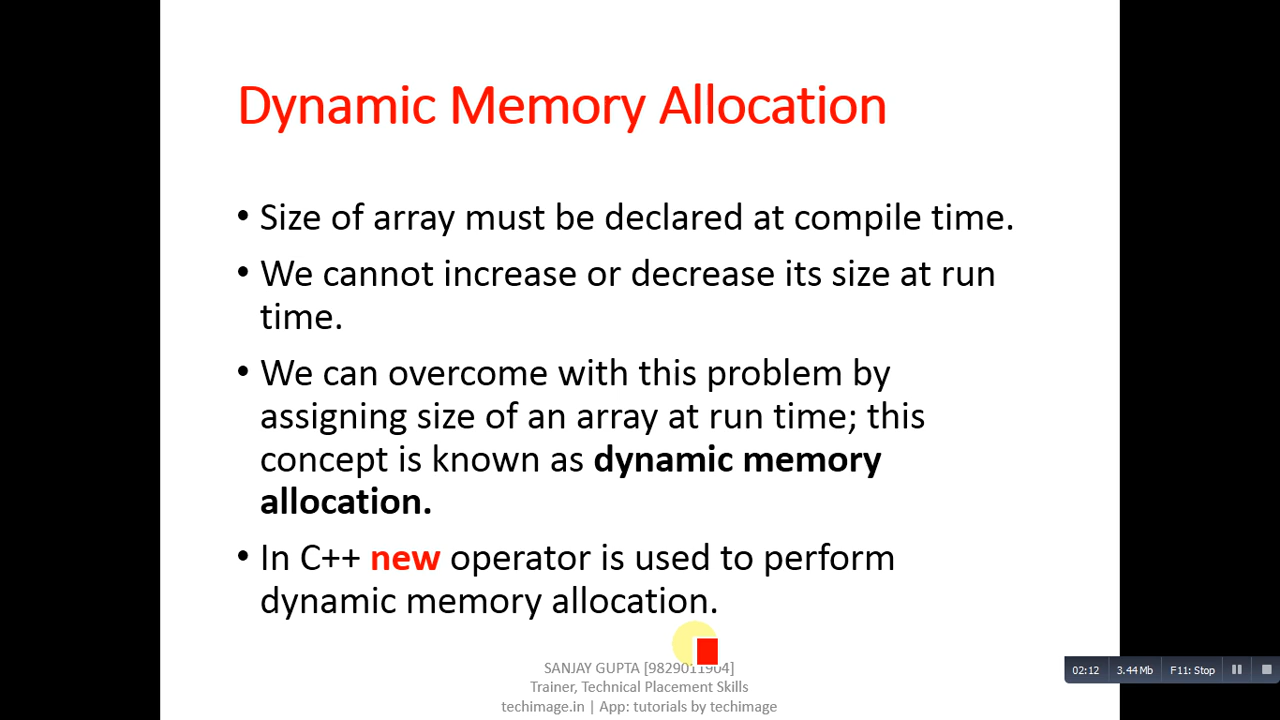 Dynamic Memory Allocation
• Size of array must be declared at compile time.
• We cannot increase or decrease its size at run
time.
• We can overcome with this problem by
assigning size of an array at run time; this
concept is known as dynamic memory
allocation.
• In C++ new operator is used to perform
dynamic memory allocation.
SANJAY GUPTA [9829011904]
Trainer, Technical Placement Skills
techimage.in | App: tutorials by techimage
02:12 3.44 Mb F11: Stop